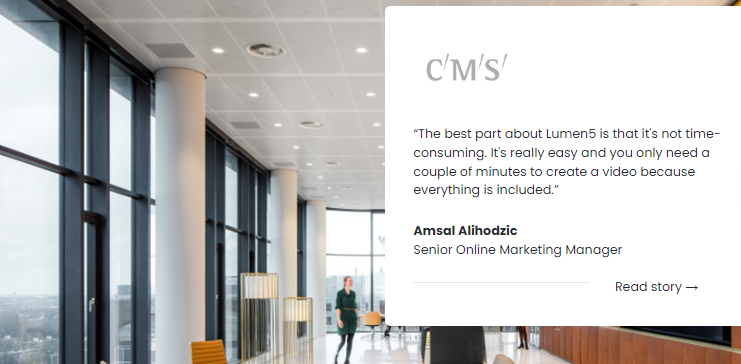 C'M'S'
“The best part about Lumen5 is that it's not time-
consuming. It's really easy and you only need a
couple of minutes to create a video because
everything is included.”
Amsal Alihodzic
Senior Online Marketing Manager
Read story →